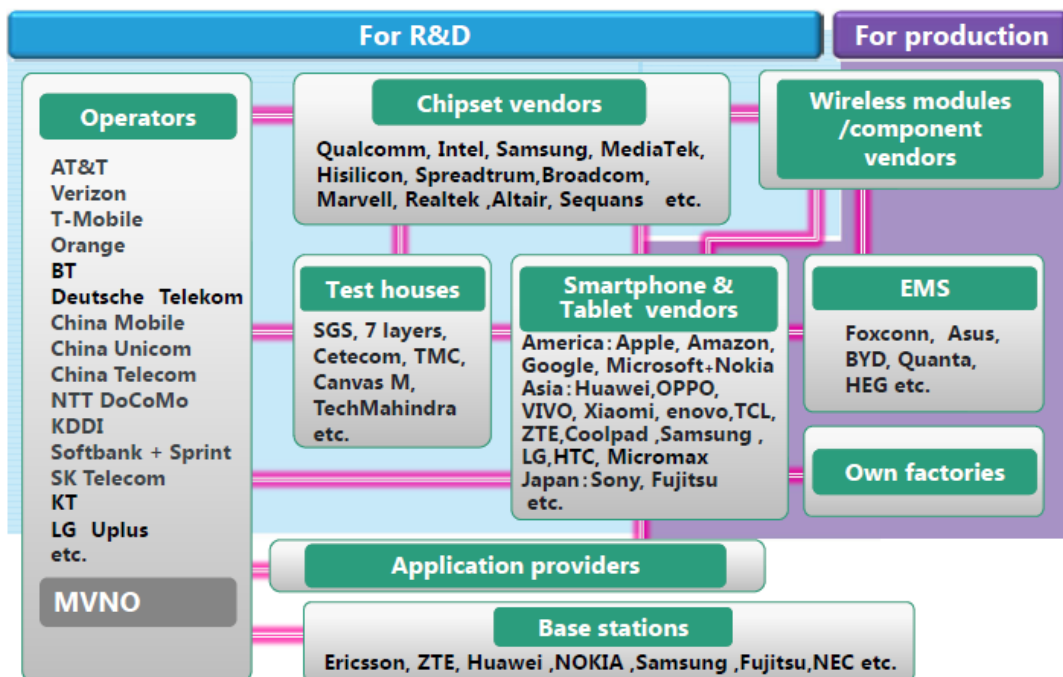 For R&D
For production
Operators
AT&T
Verizon
T-Mobile
Orange
BT
Deutsche Telekom
China Mobile
China Unicom
China Telecom
NTT DoCoMo
KDDI
Softbank + Sprint
SK Telecom
KT
LG Uplus
etc.
MVNO
Chipset vendors
Qualcomm, Intel, Samsung, MediaTek,
Hisilicon, Spreadtrum,Broadcom,
Marvell, Realtek ,Altair, Sequans etc.
Wireless modules
/component
vendors
Test houses
SGS, 7 layers,
Cetecom, TMC,
Canvas M,
TechMahindra
etc.
Smartphone &
Tablet vendors
America：Apple, Amazon,
Google, Microsoft+Nokia
Asia：Huawei,OPPO,
VIVO, Xiaomi, enovo,TCL,
ZTE,Coolpad ,Samsung ,
LG,HTC, Micromax
Japan：Sony, Fujitsu
etc.
EMS
Foxconn, Asus,
BYD, Quanta,
HEG etc.
Own factories
Application providers
Base stations
Ericsson, ZTE, Huawei ,NOKIA ,Samsung ,Fujitsu,NEC etc.